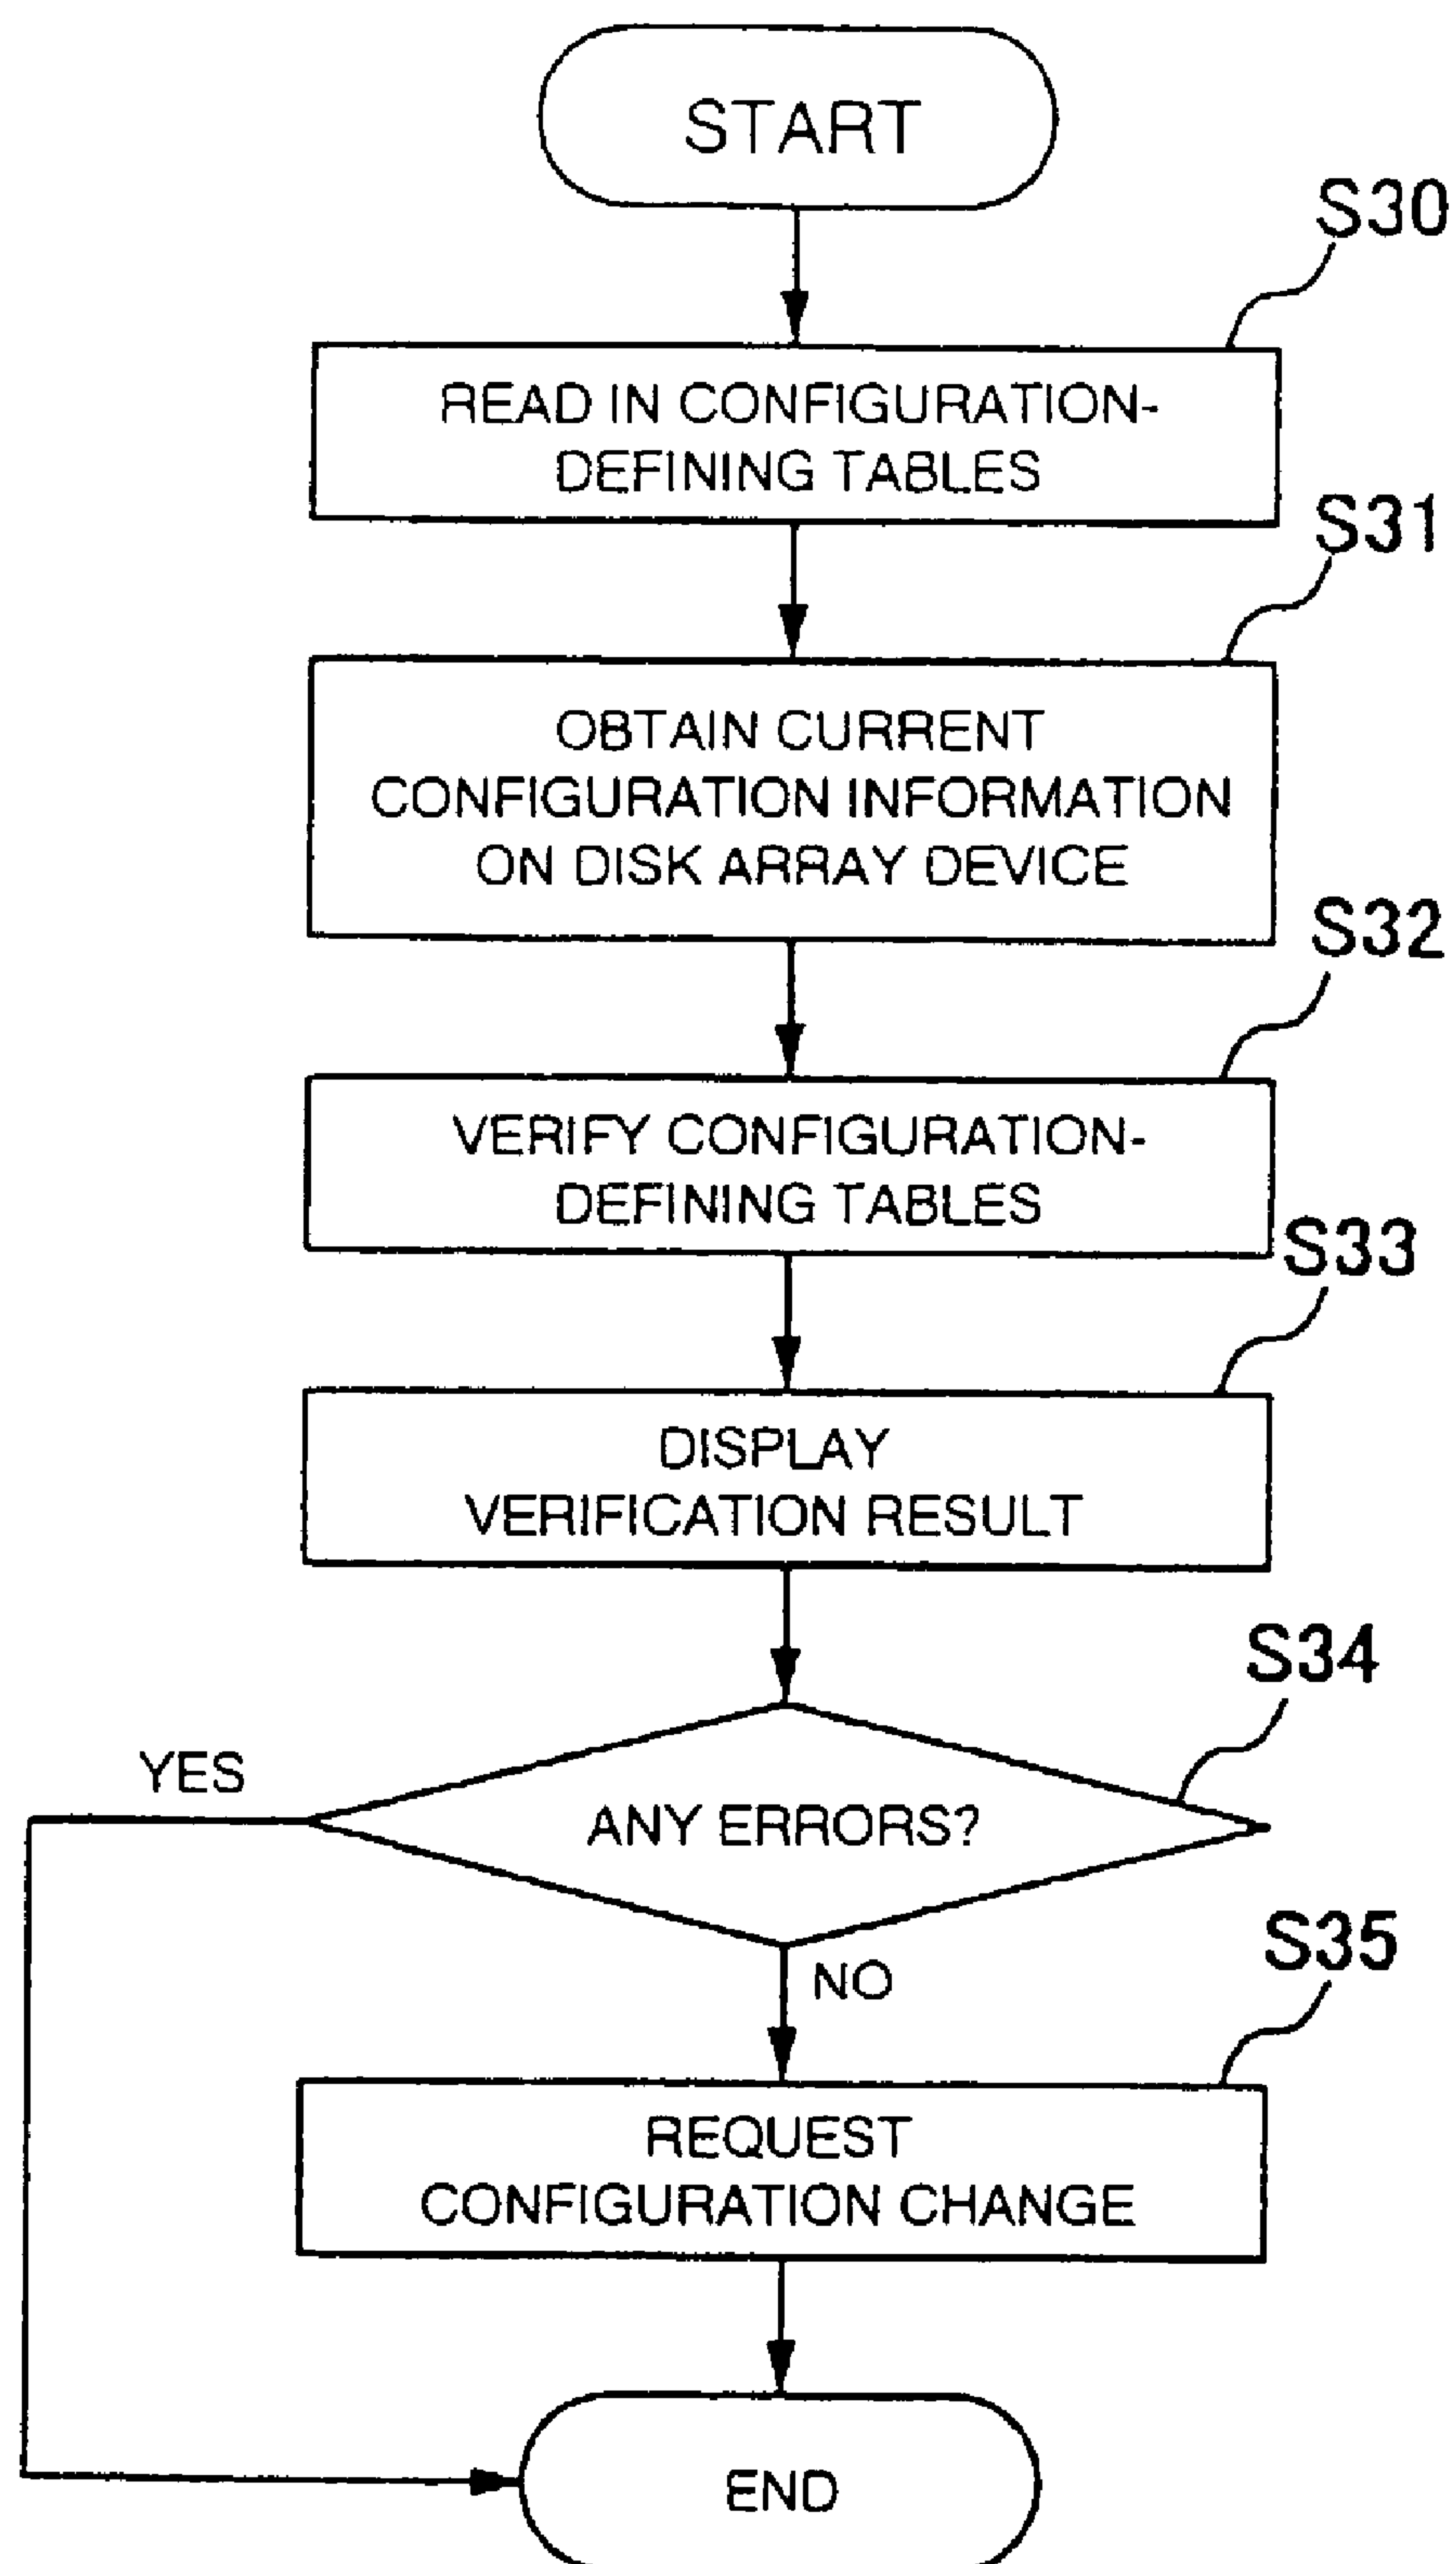 START
S30
READ IN CONFIGURATION-
DEFINING TABLES
S31
OBTAIN CURRENT
CONFIGURATION INFORMATION
ON DISK ARRAY DEVICE
S32
VERIFY CONFIGURATION-
DEFINING TABLES
S33
DISPLAY
VERIFICATION RESULT
S34
YES
ANY ERRORS?
S35
NO
REQUEST
CONFIGURATION CHANGE
END